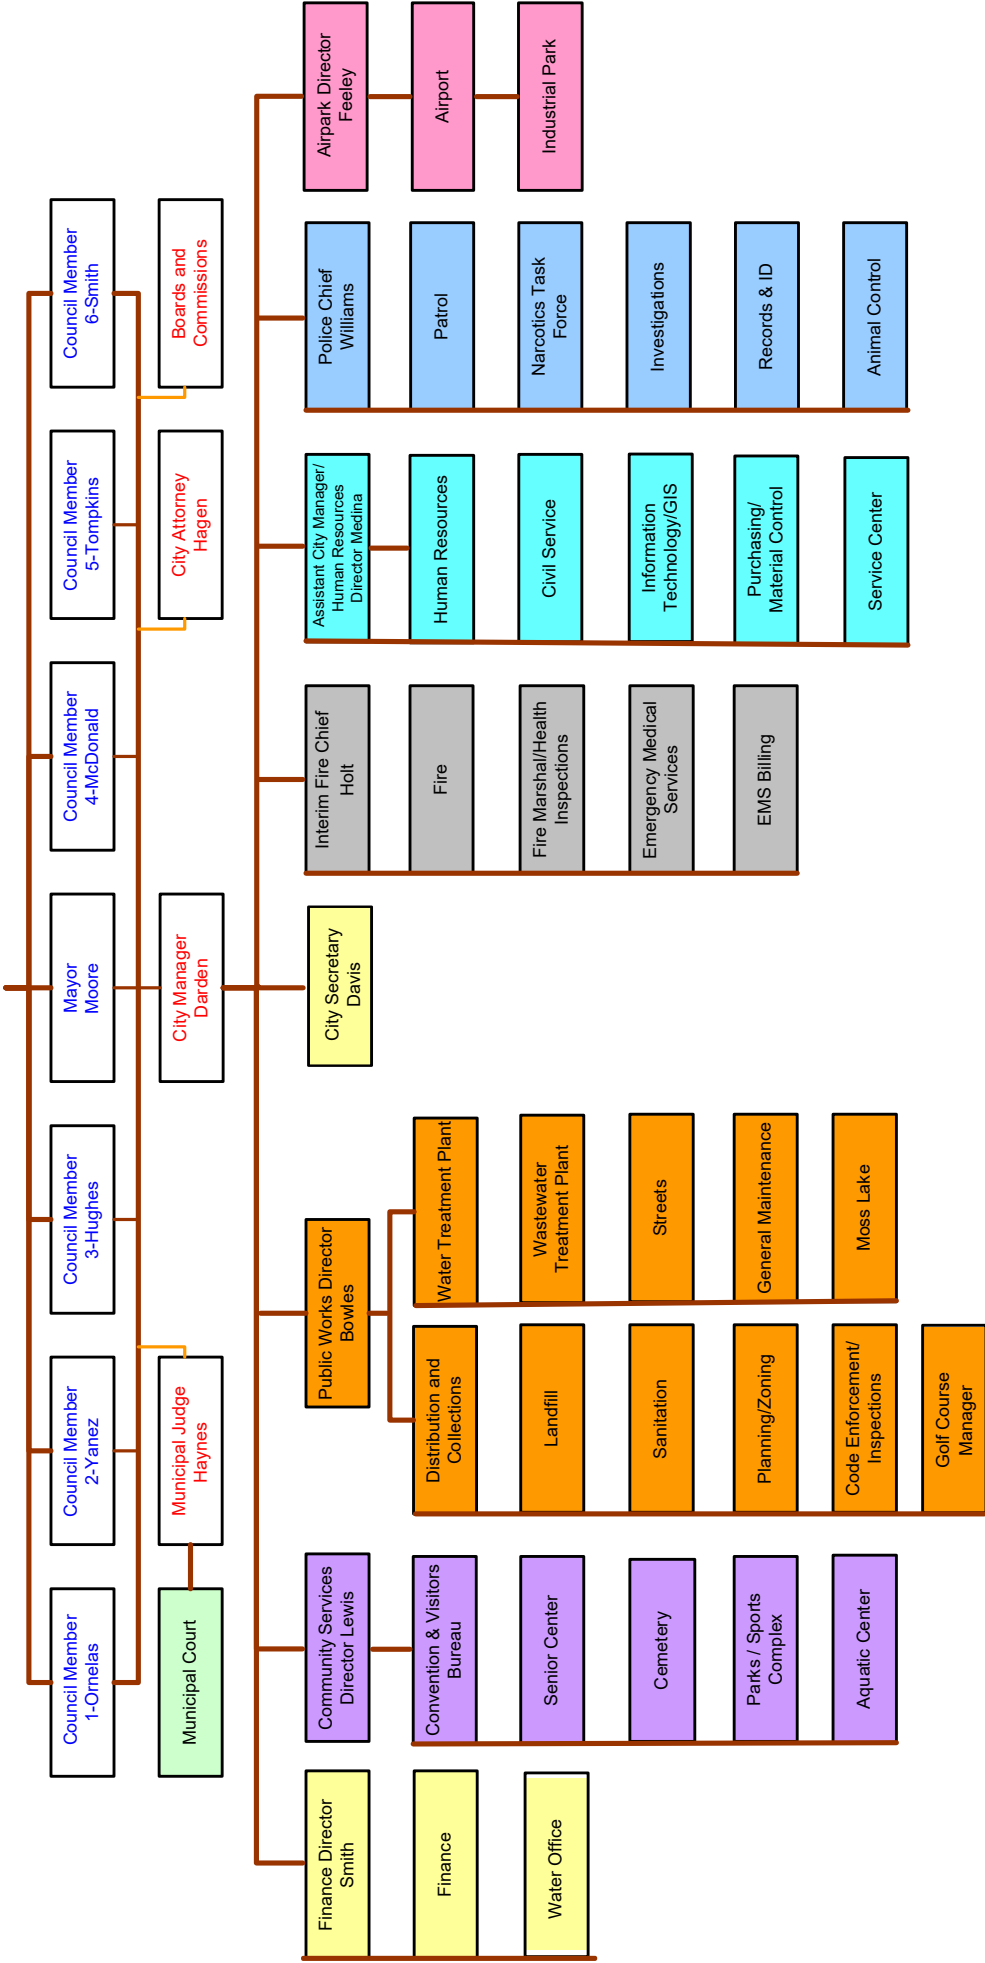 Council Member
1-Ornelas
Council Member
2-Yanez
Council Member
3-Hughes
Mayor
Moore
Council Member
4-McDonald
Council Member
5-Tompkins
Council Member
6-Smith
Municipal Court
Municipal Judge
Haynes
City Manager
Darden
City Attorney
Hagen
Boards and
Commissions
Finance Director
Smith
Finance
Water Office
Community Services
Director Lewis
Convention & Visitors
Bureau
Senior Center
Cemetery
Parks / Sports
Complex
Aquatic Center
Public Works Director
Bowles
Distribution and
Collections
Landfill
Sanitation
Planning/Zoning
Code Enforcement/
Inspections
Golf Course
Manager
Water Treatment Plant
Wastewater
Treatment Plant
Streets
General Maintenance
Moss Lake
City Secretary
Davis
Interim Fire Chief
Holt
Fire
Fire Marshal/Health
Inspections
Emergency Medical
Services
EMS Billing
Assistant City Manager/
Human Resources
Director Medina
Human Resources
Civil Service
Information
Technology/GIS
Purchasing/
Material Control
Service Center
Police Chief
Williams
Patrol
Narcotics Task
Force
Investigations
Records & ID
Animal Control
Airpark Director
Feeley
Airport
Industrial Park